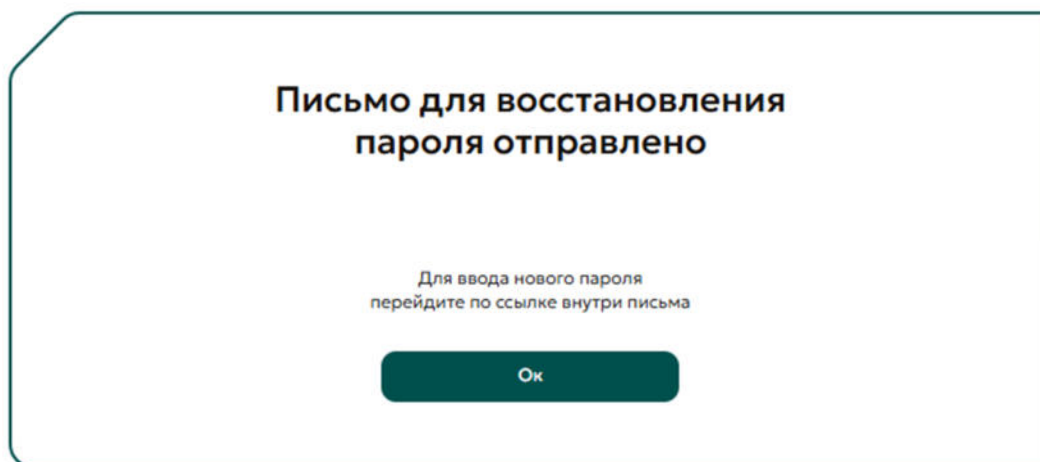 Письмо для восстановления
пароля отправлено
Для ввода нового пароля
перейдите по ссылке внутри письма
Ок